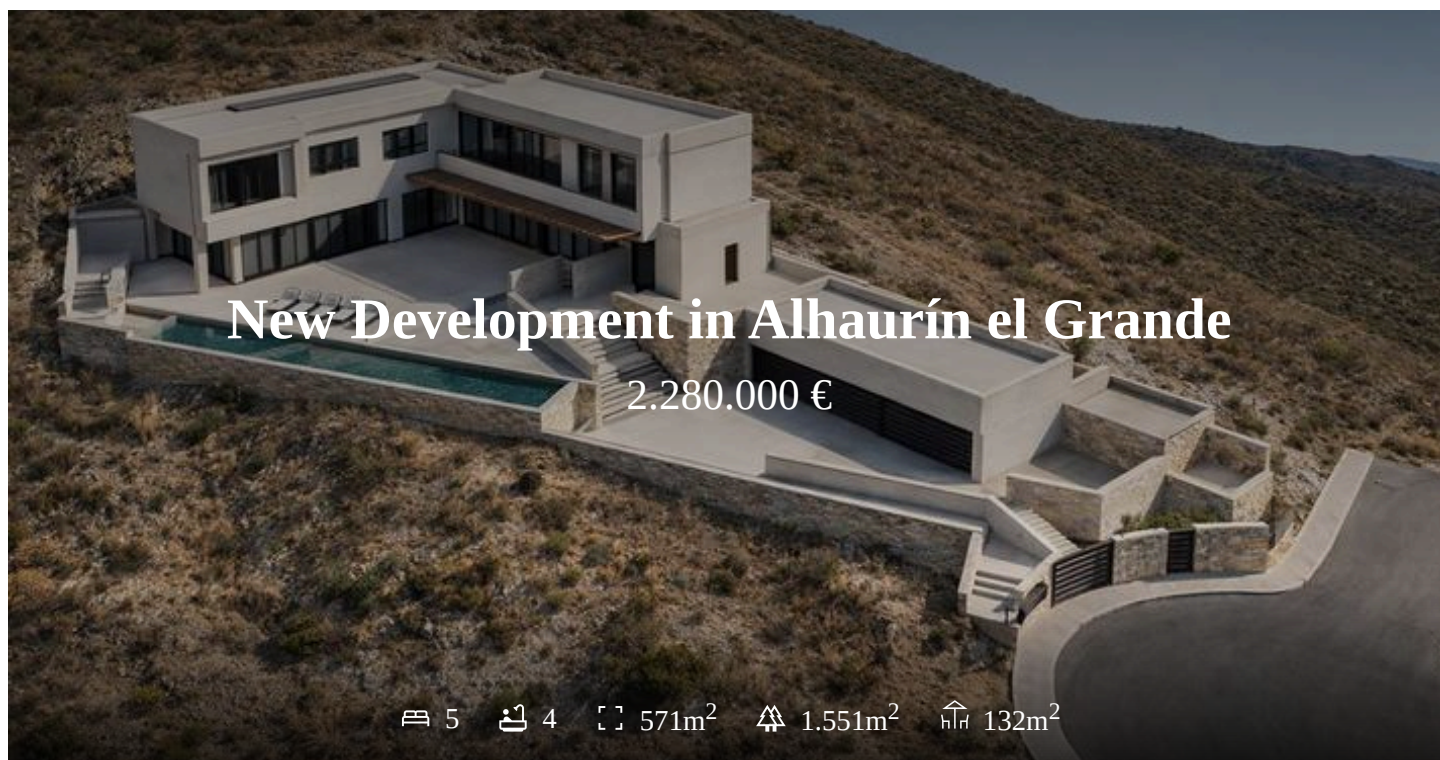 New Development in Alhaurín el Grande
2.280.000 €
5 4 571m² 1.551m² 132m²